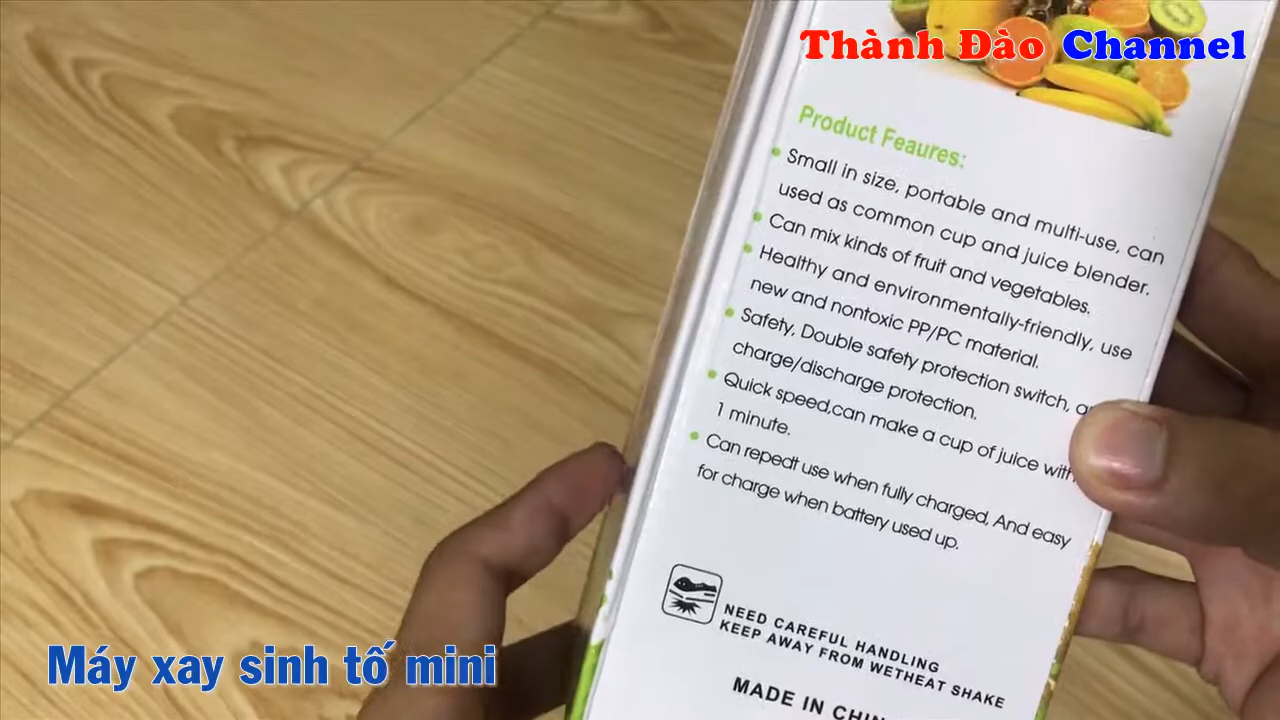 Thành Đào Channel
Product Feaures:
Small in size, portable and multi-use, can
used as common cup and juice blender.
Can mix kinds of fruit and vegetables.
Healthy and environmentally-friendly, use
new and nontoxic PP/PC material.
Safety, Double safety protection switch,
charge/discharge protection.
Quick speed,can make a cup of juice
1 minute.
Can repedt use when fully charged, And easy
for charge when battery used up.
NEED CAREFUL HANDLING
KEEP AWAY FROM WETHEAT SHAKE
MADE IN
Máy xay sinh tố mini